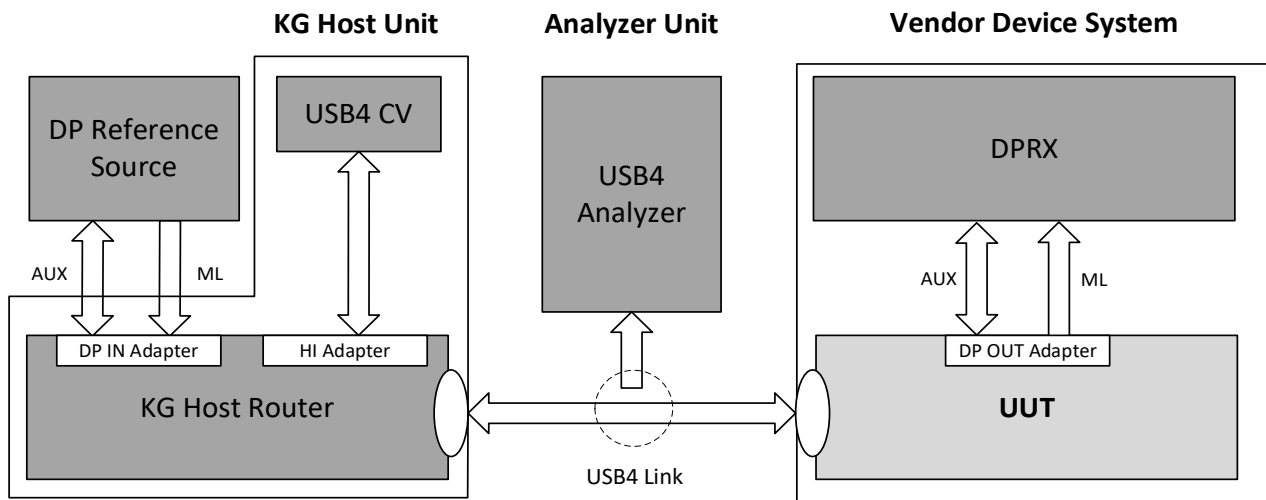 KG Host Unit
Analyzer Unit
Vendor Device System
DP Reference
Source
USB4 CV
USB4
Analyzer
DPRX
AUX
ML
AUX
ML
DP IN Adapter
HI Adapter
DP OUT Adapter
KG Host Router
UUT
USB4 Link